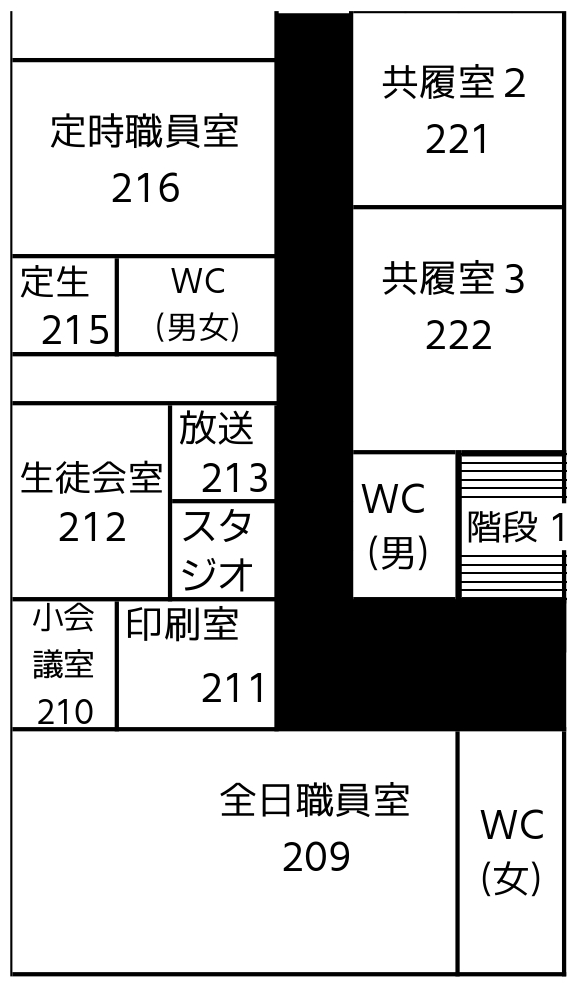 定時職員室
216
共履室２
221
定生
215
WC
(男女)
共履室３
222
生徒会室
212
放送
213
スタ
ジオ
WC
(男)
階段１
小会
議室
210
印刷室
211
全日職員室
209
WC
(女)